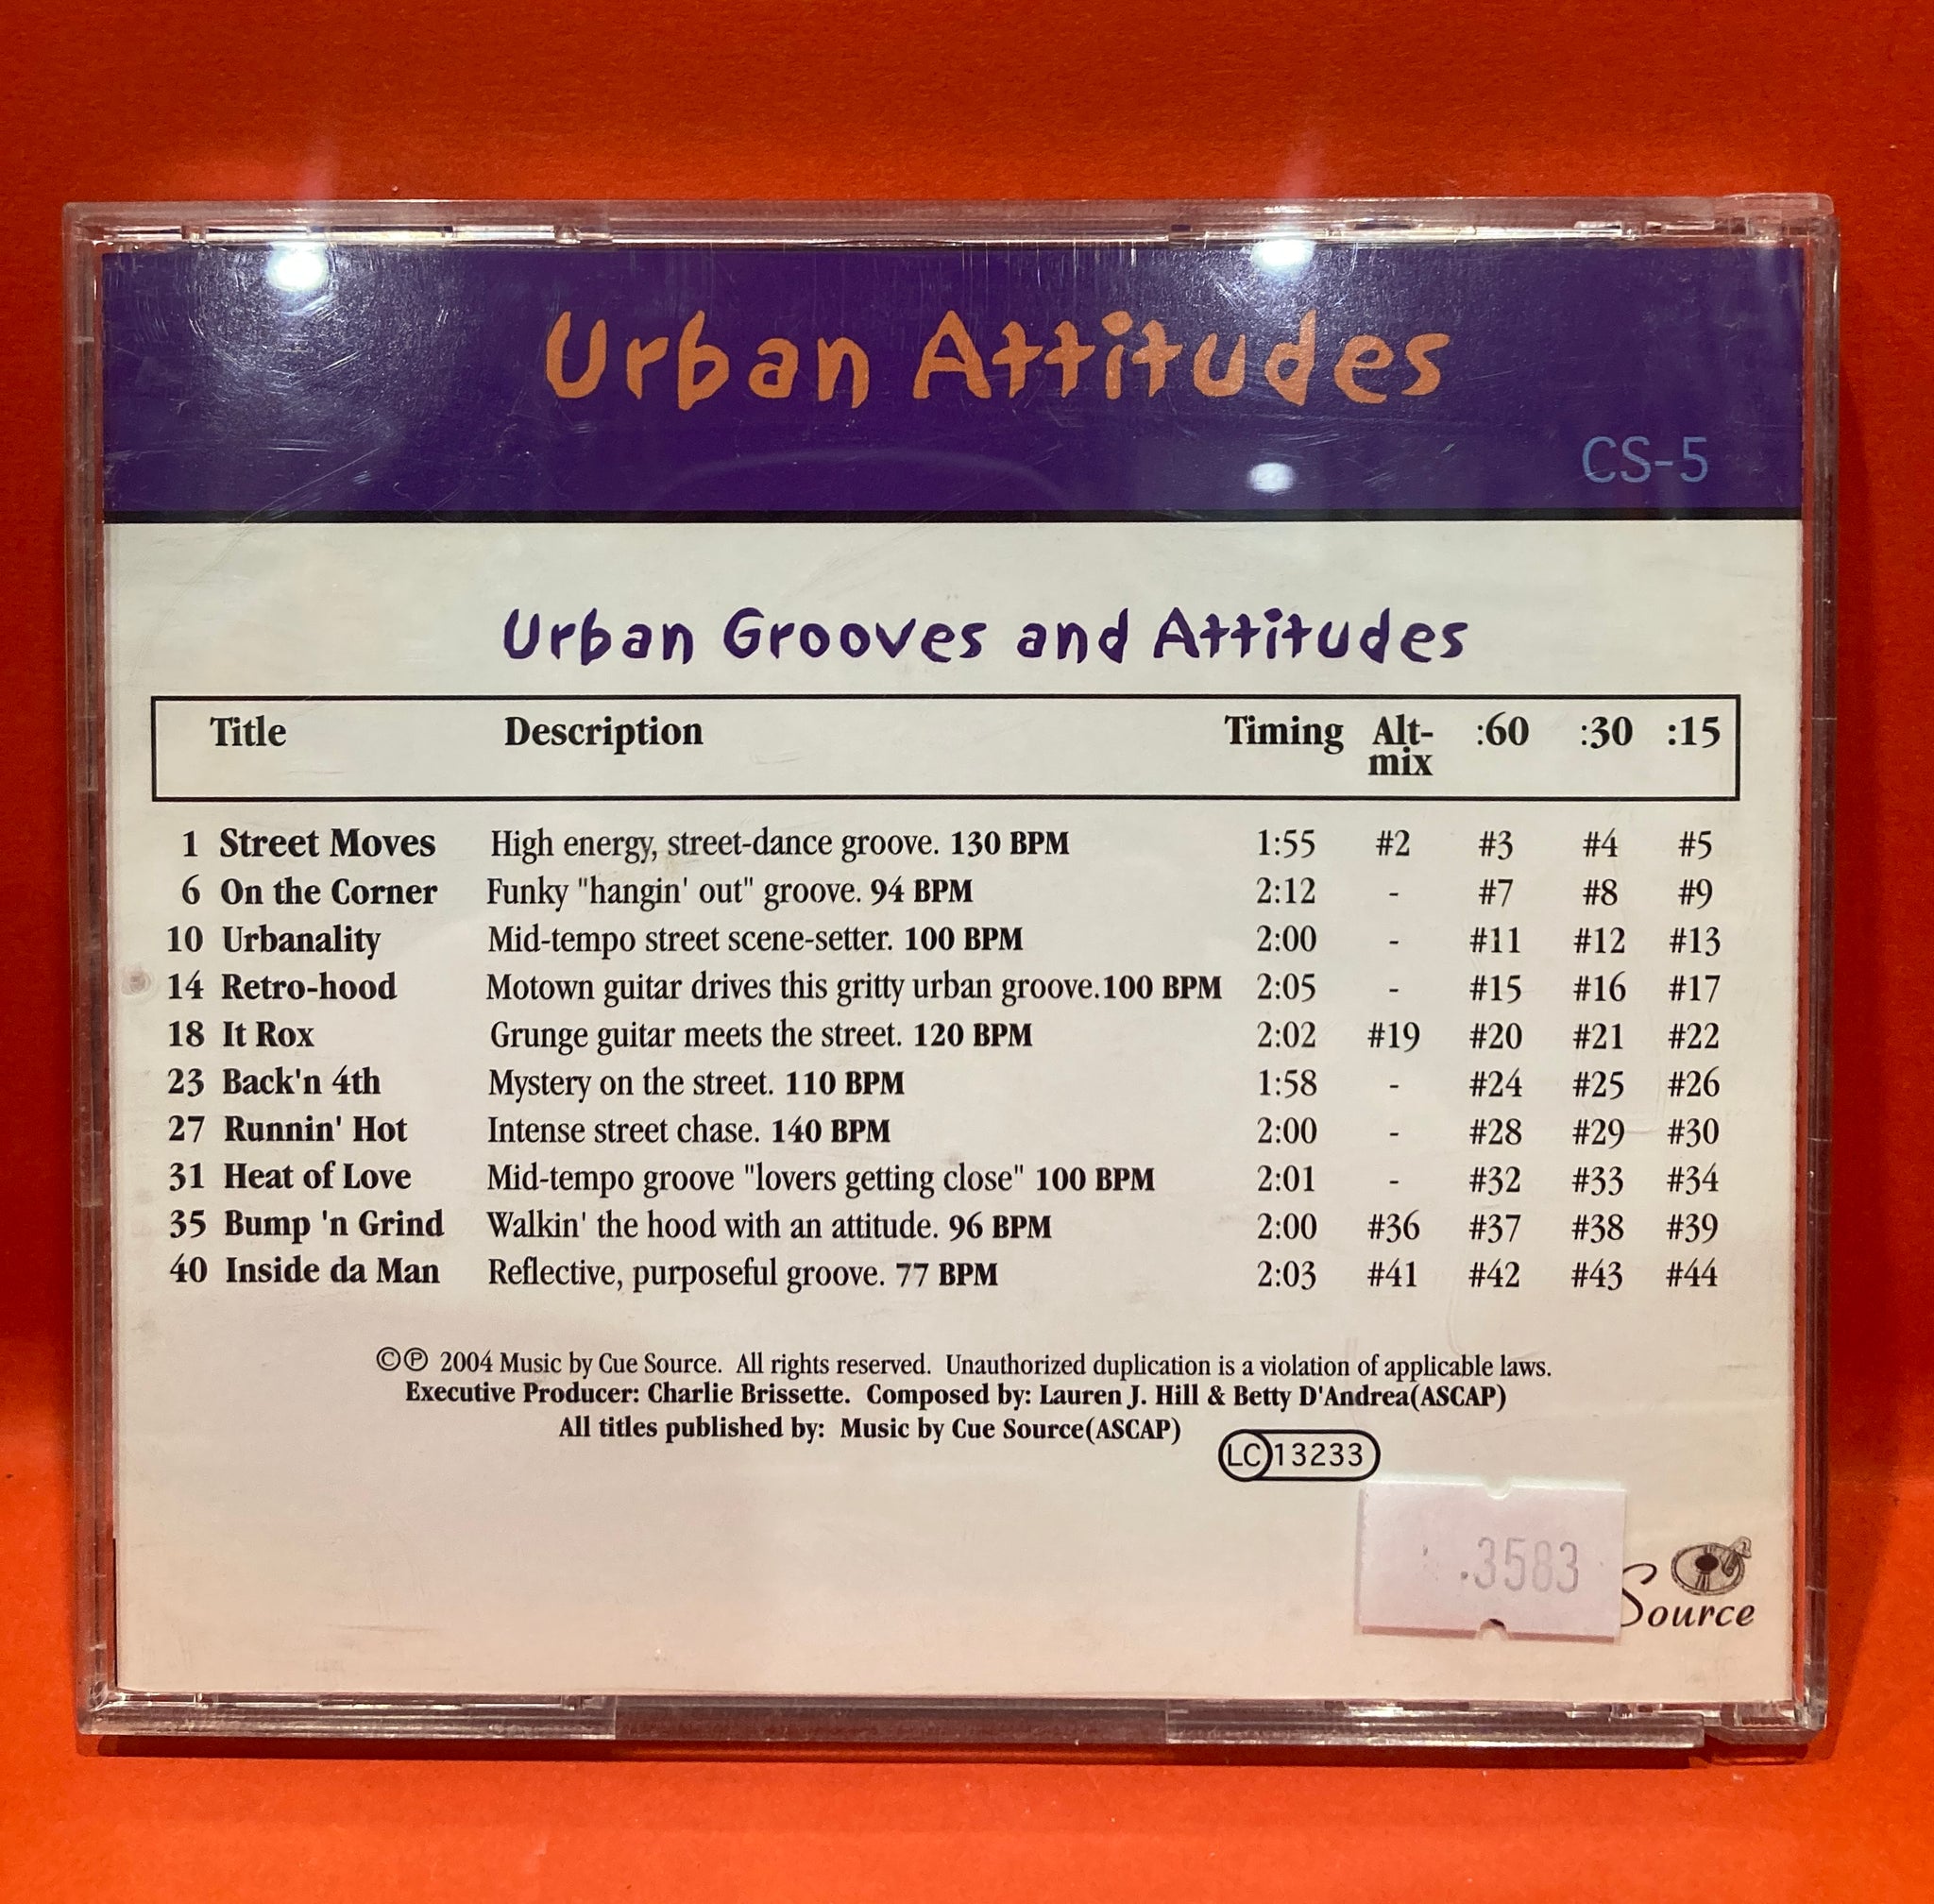 Urban Attitudes
CS-5
Urban Grooves and Attitudes
Title Description Timing Alt-mix :60 :30 :15
1 Street Moves High energy, street-dance groove. 130 BPM 1:55 #2 #3 #4 #5
6 On the Corner Funky "hangin' out" groove. 94 BPM 2:12 - #7 #8 #9
10 Urbanality Mid-tempo street scene-setter. 100 BPM 2:00 - #11 #12 #13
14 Retro-hood Motown guitar drives this gritty urban groove.100 BPM 2:05 - #15 #16 #17
18 It Rox Grunge guitar meets the street. 120 BPM 2:02 #19 #20 #21 #22
23 Back'n 4th Mystery on the street. 110 BPM 1:58 - #24 #25 #26
27 Runnin' Hot Intense street chase. 140 BPM 2:00 - #28 #29 #30
31 Heat of Love Mid-tempo groove "lovers getting close" 100 BPM 2:01 - #32 #33 #34
35 Bump 'n Grind Walkin' the hood with an attitude. 96 BPM 2:00 #36 #37 #38 #39
40 Inside da Man Reflective, purposeful groove. 77 BPM 2:03 #41 #42 #43 #44
©℗ 2004 Music by Cue Source. All rights reserved. Unauthorized duplication is a violation of applicable laws.
Executive Producer: Charlie Brissette. Composed by: Lauren J. Hill & Betty D'Andrea(ASCAP)
All titles published by: Music by Cue Source(ASCAP)
LC 13233
.3583
Source